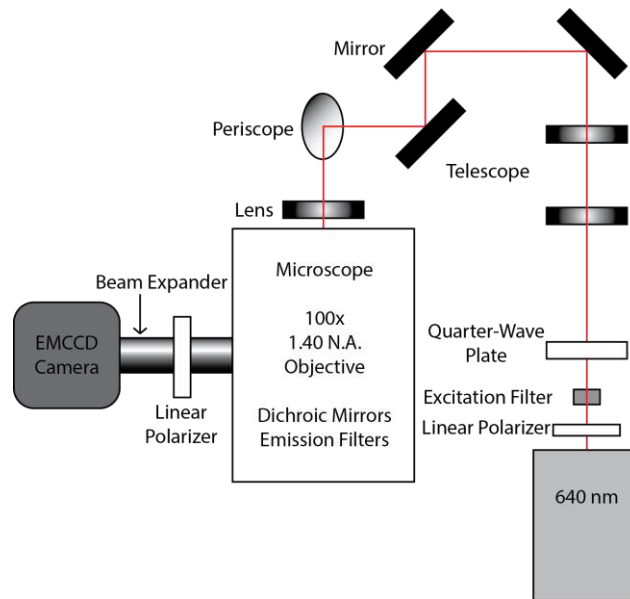 Mirror
Periscope
Telescope
Lens
Microscope
100x
1.40 N.A.
Objective
Dichroic Mirrors
Emission Filters
Beam Expander
EMCCD
Camera
Linear
Polarizer
Quarter-Wave
Plate
Excitation Filter
Linear Polarizer
640 nm